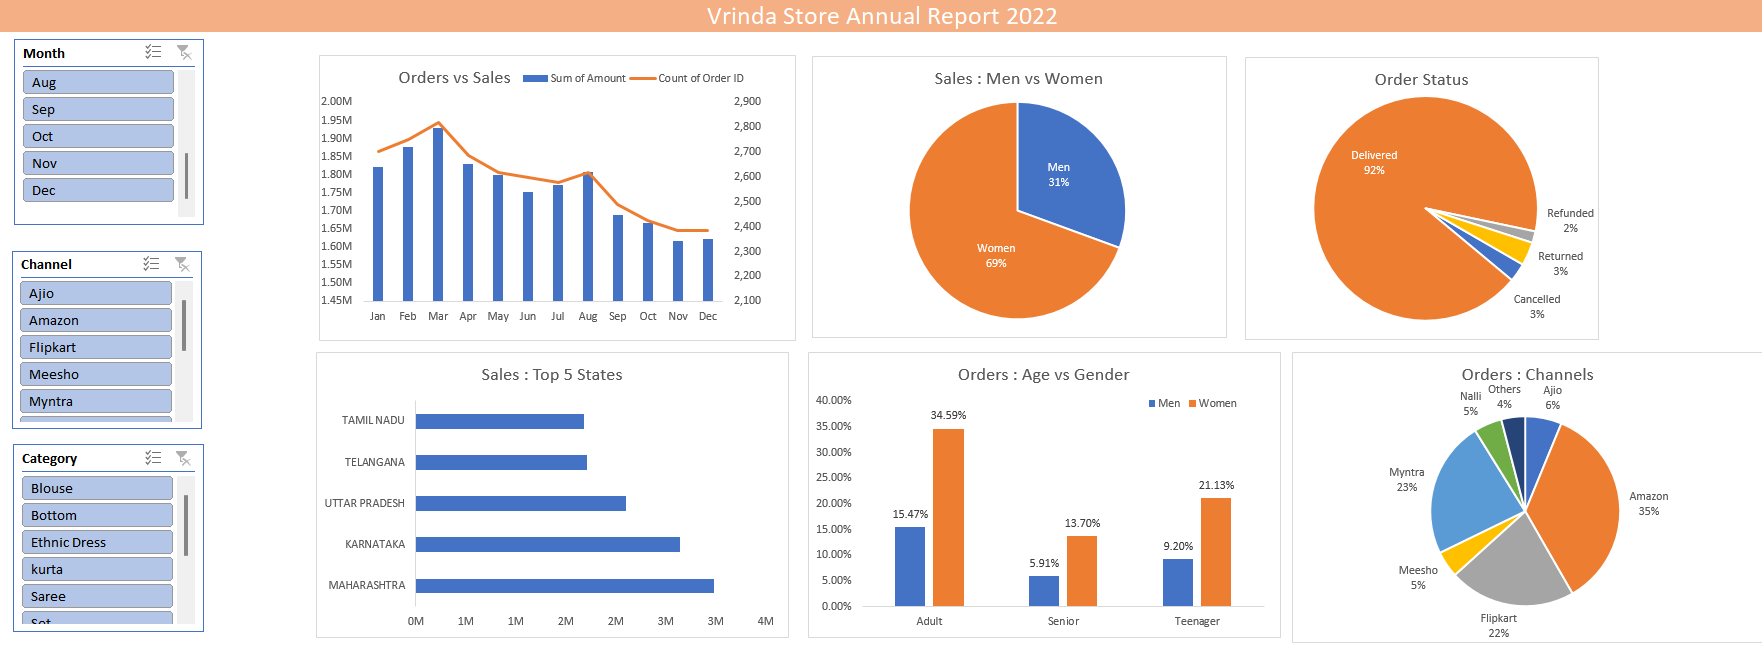 Vrinda Store Annual Report 2022
Month
Aug
Sep
Oct
Nov
Dec
Channel
Ajio
Amazon
Flipkart
Meesho
Myntra
Category
Blouse
Bottom
Ethnic Dress
kurta
Saree
Set
Orders vs Sales
Sum of Amount
Count of Order ID
2.00M
1.95M
1.90M
1.85M
1.80M
1.75M
1.70M
1.65M
1.60M
1.55M
1.50M
1.45M
2,900
2,800
2,700
2,600
2,500
2,400
2,300
2,200
2,100
Jan Feb Mar Apr May Jun Jul Aug Sep Oct Nov Dec
Sales : Men vs Women
Men
31%
Women
69%
Order Status
Delivered
92%
Refunded
2%
Returned
3%
Cancelled
3%
Sales : Top 5 States
TAMIL NADU
TELANGANA
UTTAR PRADESH
KARNATAKA
MAHARASHTRA
0M 1M 1M 2M 2M 3M 3M 4M
Orders : Age vs Gender
Men Women
40.00%
35.00%
30.00%
25.00%
20.00%
15.00%
10.00%
5.00%
0.00%
15.47%
34.59%
5.91%
13.70%
9.20%
21.13%
Adult Senior Teenager
Orders : Channels
Others
4%
Ajio
6%
Nalli
5%
Myntra
23%
Amazon
35%
Meesho
5%
Flipkart
22%